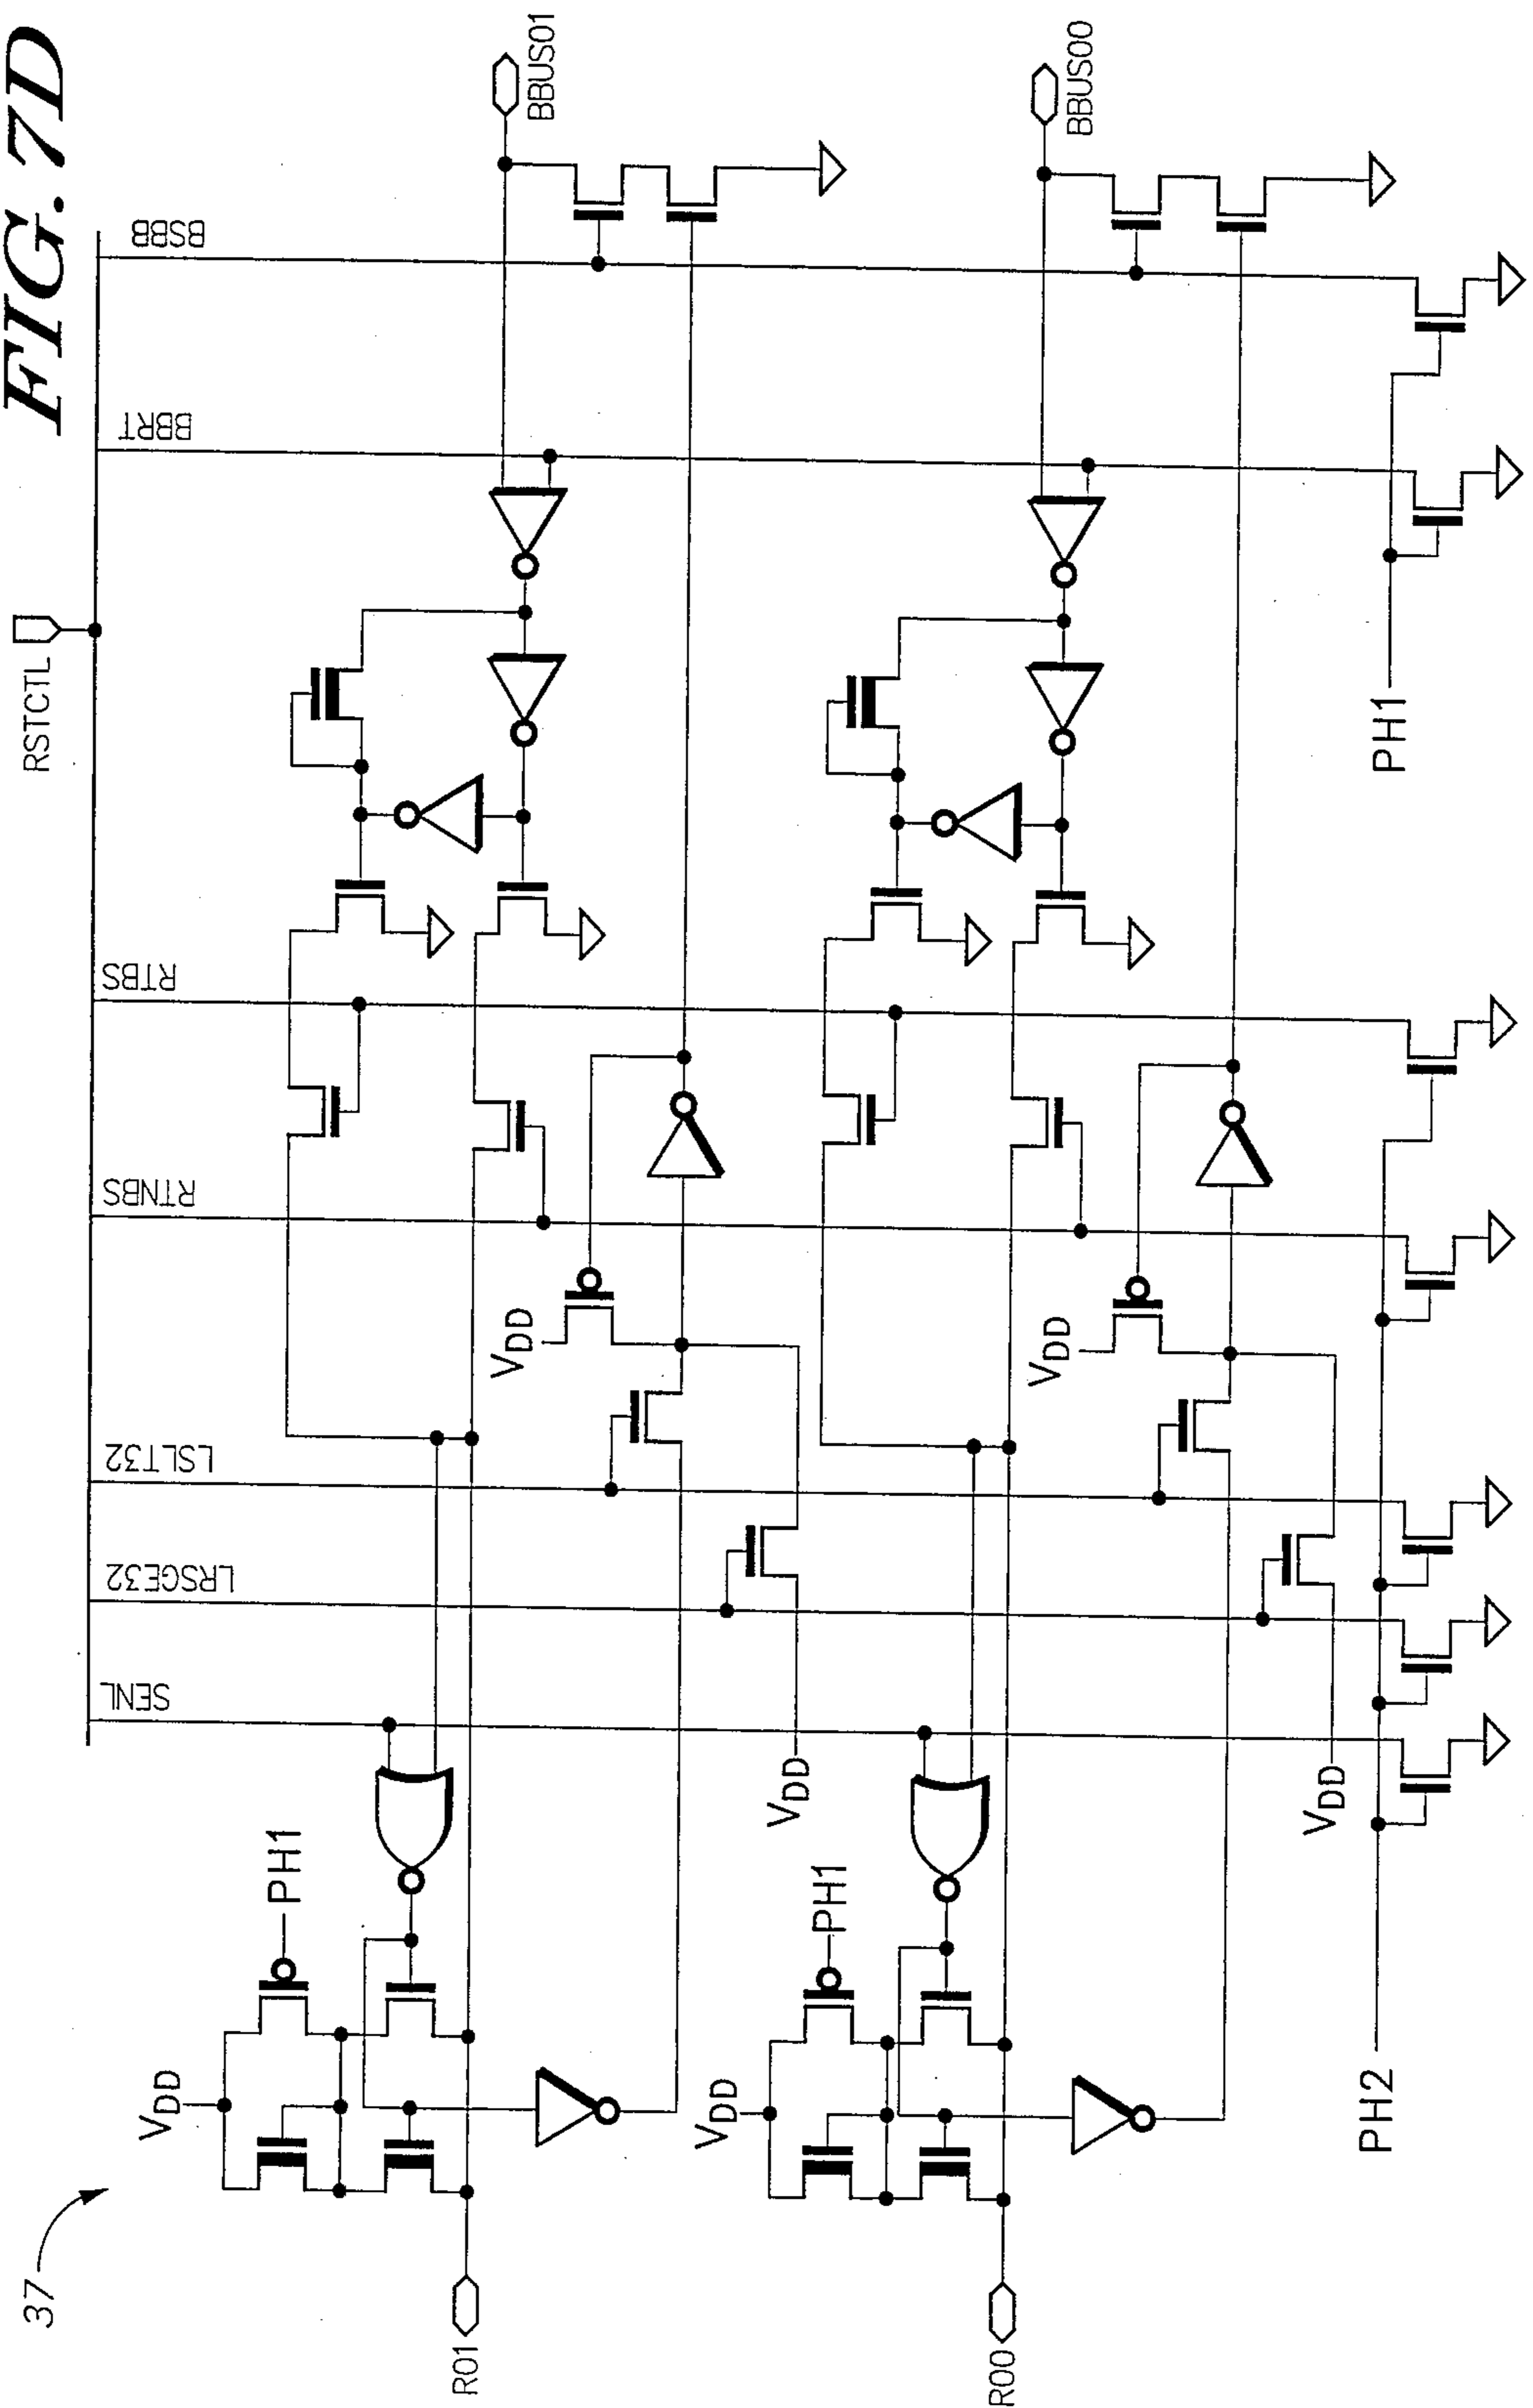 FIG. 7D
RSTCTL
BBUS01
BBUS00
BSBB
BBRT
RTBS
RTNBS
LSLT32
LRSGE32
SENL
VDD
VDD
VDD
VDD
PH1
PH1
VDD
VDD
PH1
PH2
37
R01
R00